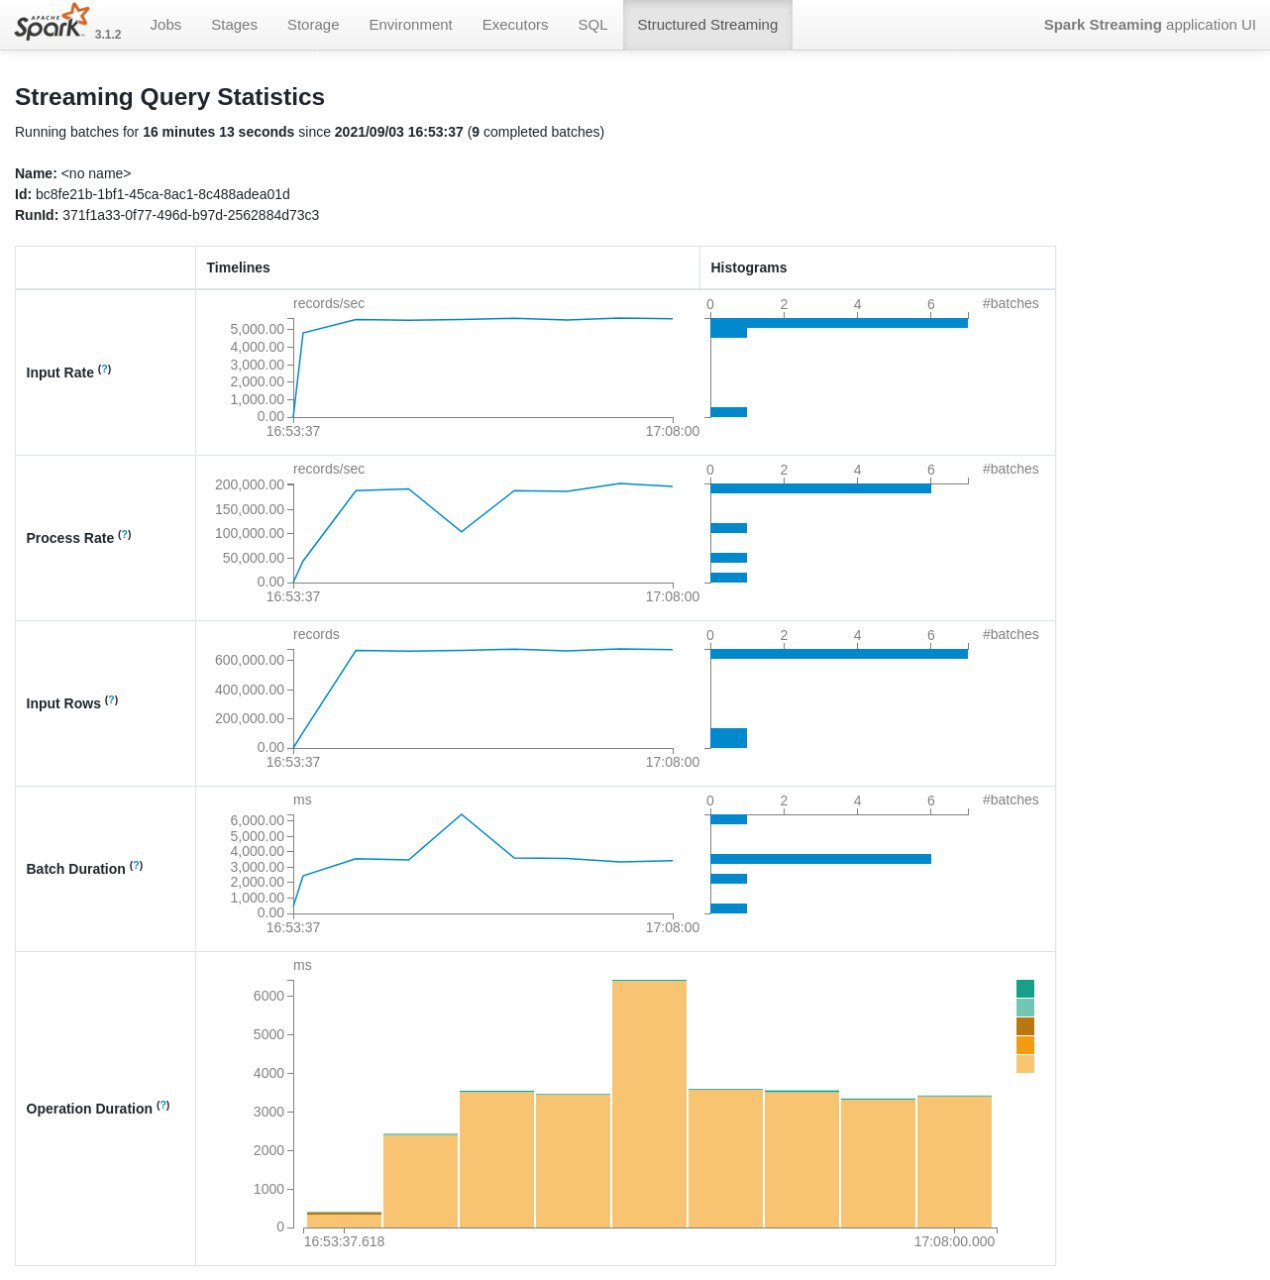 APACHE
Spark 3.1.2 Jobs Stages Storage Environment Executors SQL Structured Streaming Spark Streaming application UI
Streaming Query Statistics
Running batches for 16 minutes 13 seconds since 2021/09/03 16:53:37 (9 completed batches)
Name: <no name>
Id: bc8fe21b-1bf1-45ca-8ac1-8c488adea01d
RunId: 371f1a33-0f77-496d-b97d-2562884d73c3
Timelines Histograms
Input Rate (?)
records/sec
5,000.00
4,000.00
3,000.00
2,000.00
1,000.00
0.00
16:53:37 17:08:00
0 2 4 6 #batches
Process Rate (?)
records/sec
200,000.00
150,000.00
100,000.00
50,000.00
0.00
16:53:37 17:08:00
0 2 4 6 #batches
Input Rows (?)
records
600,000.00
400,000.00
200,000.00
0.00
16:53:37 17:08:00
0 2 4 6 #batches
Batch Duration (?)
ms
6,000.00
5,000.00
4,000.00
3,000.00
2,000.00
1,000.00
0.00
16:53:37 17:08:00
0 2 4 6 #batches
Operation Duration (?)
ms
6000
5000
4000
3000
2000
1000
0
16:53:37.618 17:08:00.000